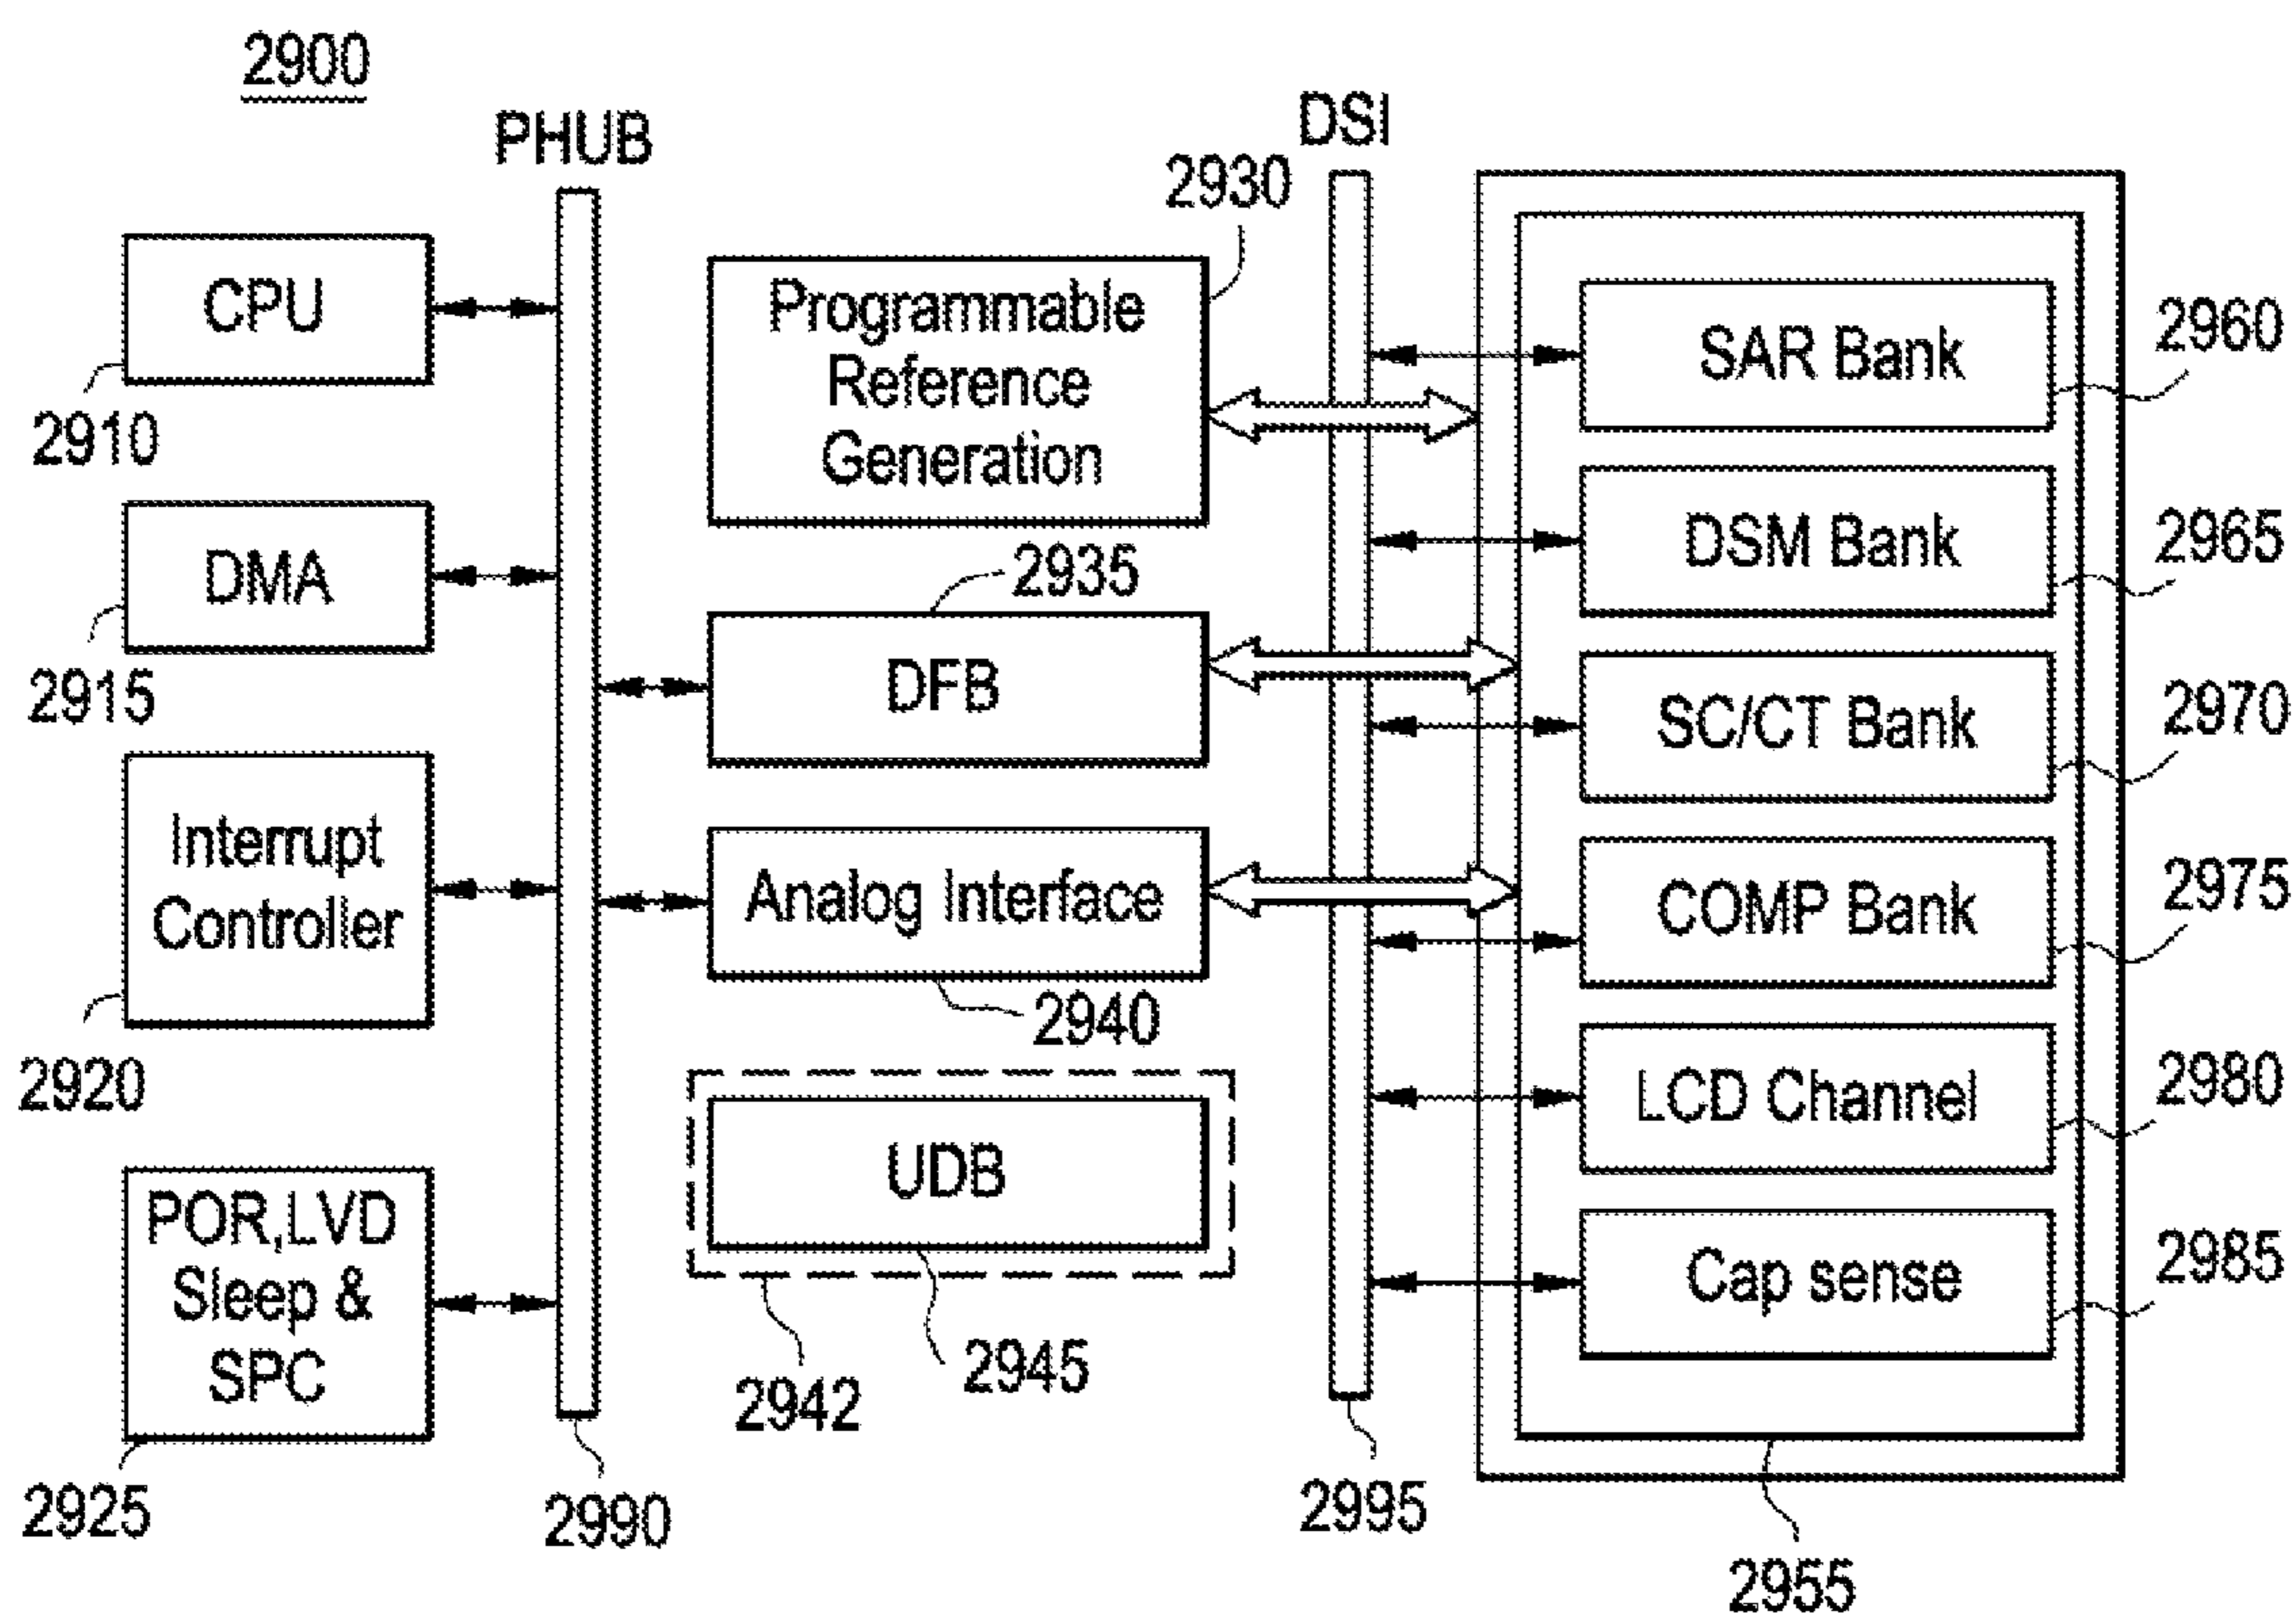 2900
PHUB
DSI
2930
CPU
2910
DMA
2915
Interrupt
Controller
2920
POR,LVD
Sleep &
SPC
2925
2990
Programmable
Reference
Generation
2935
DFB
Analog Interface
2940
UDB
2942
2945
2995
SAR Bank
2960
DSM Bank
2965
SC/CT Bank
2970
COMP Bank
2975
LCD Channel
2980
Cap sense
2985
2955